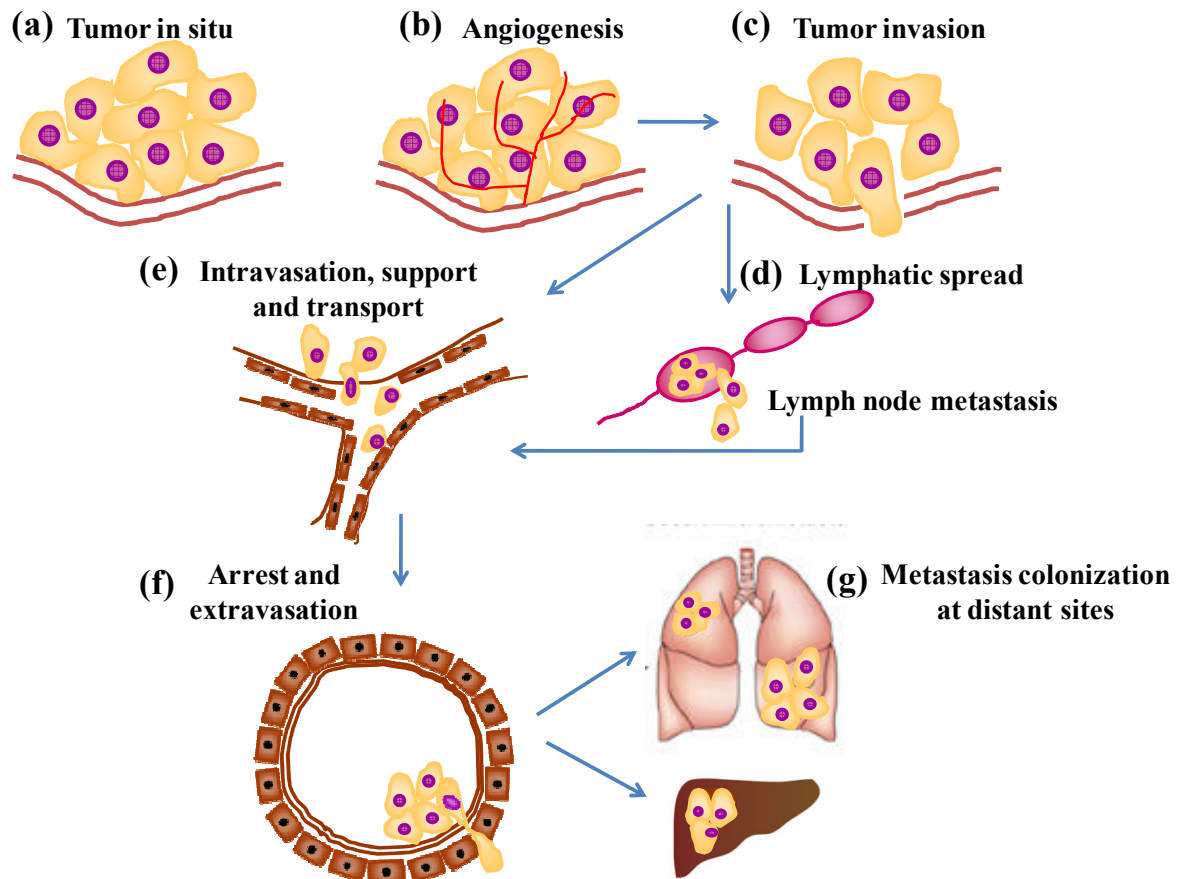 (a) Tumor in situ
(b) Angiogenesis
(c) Tumor invasion
(e) Intravasation, support
and transport
(d) Lymphatic spread
Lymph node metastasis
(f) Arrest and
extravasation
(g) Metastasis colonization
at distant sites